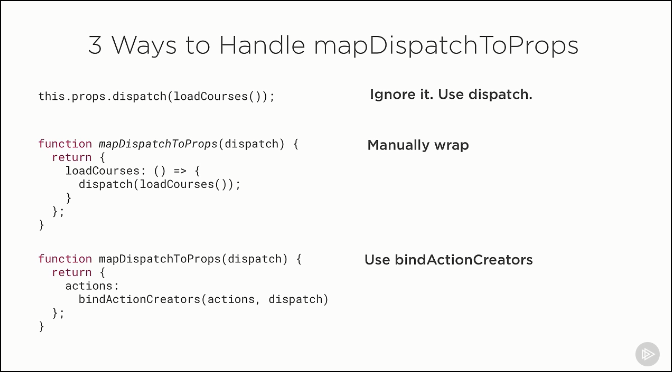 3 Ways to Handle mapDispatchToProps
this.props.dispatch(loadCourses());
Ignore it. Use dispatch.
function mapDispatchToProps(dispatch) {
  return {
    loadCourses: () => {
      dispatch(loadCourses());
    }
  };
}
Manually wrap
function mapDispatchToProps(dispatch) {
  return {
    actions:
      bindActionCreators(actions, dispatch)
  };
}
Use bindActionCreators